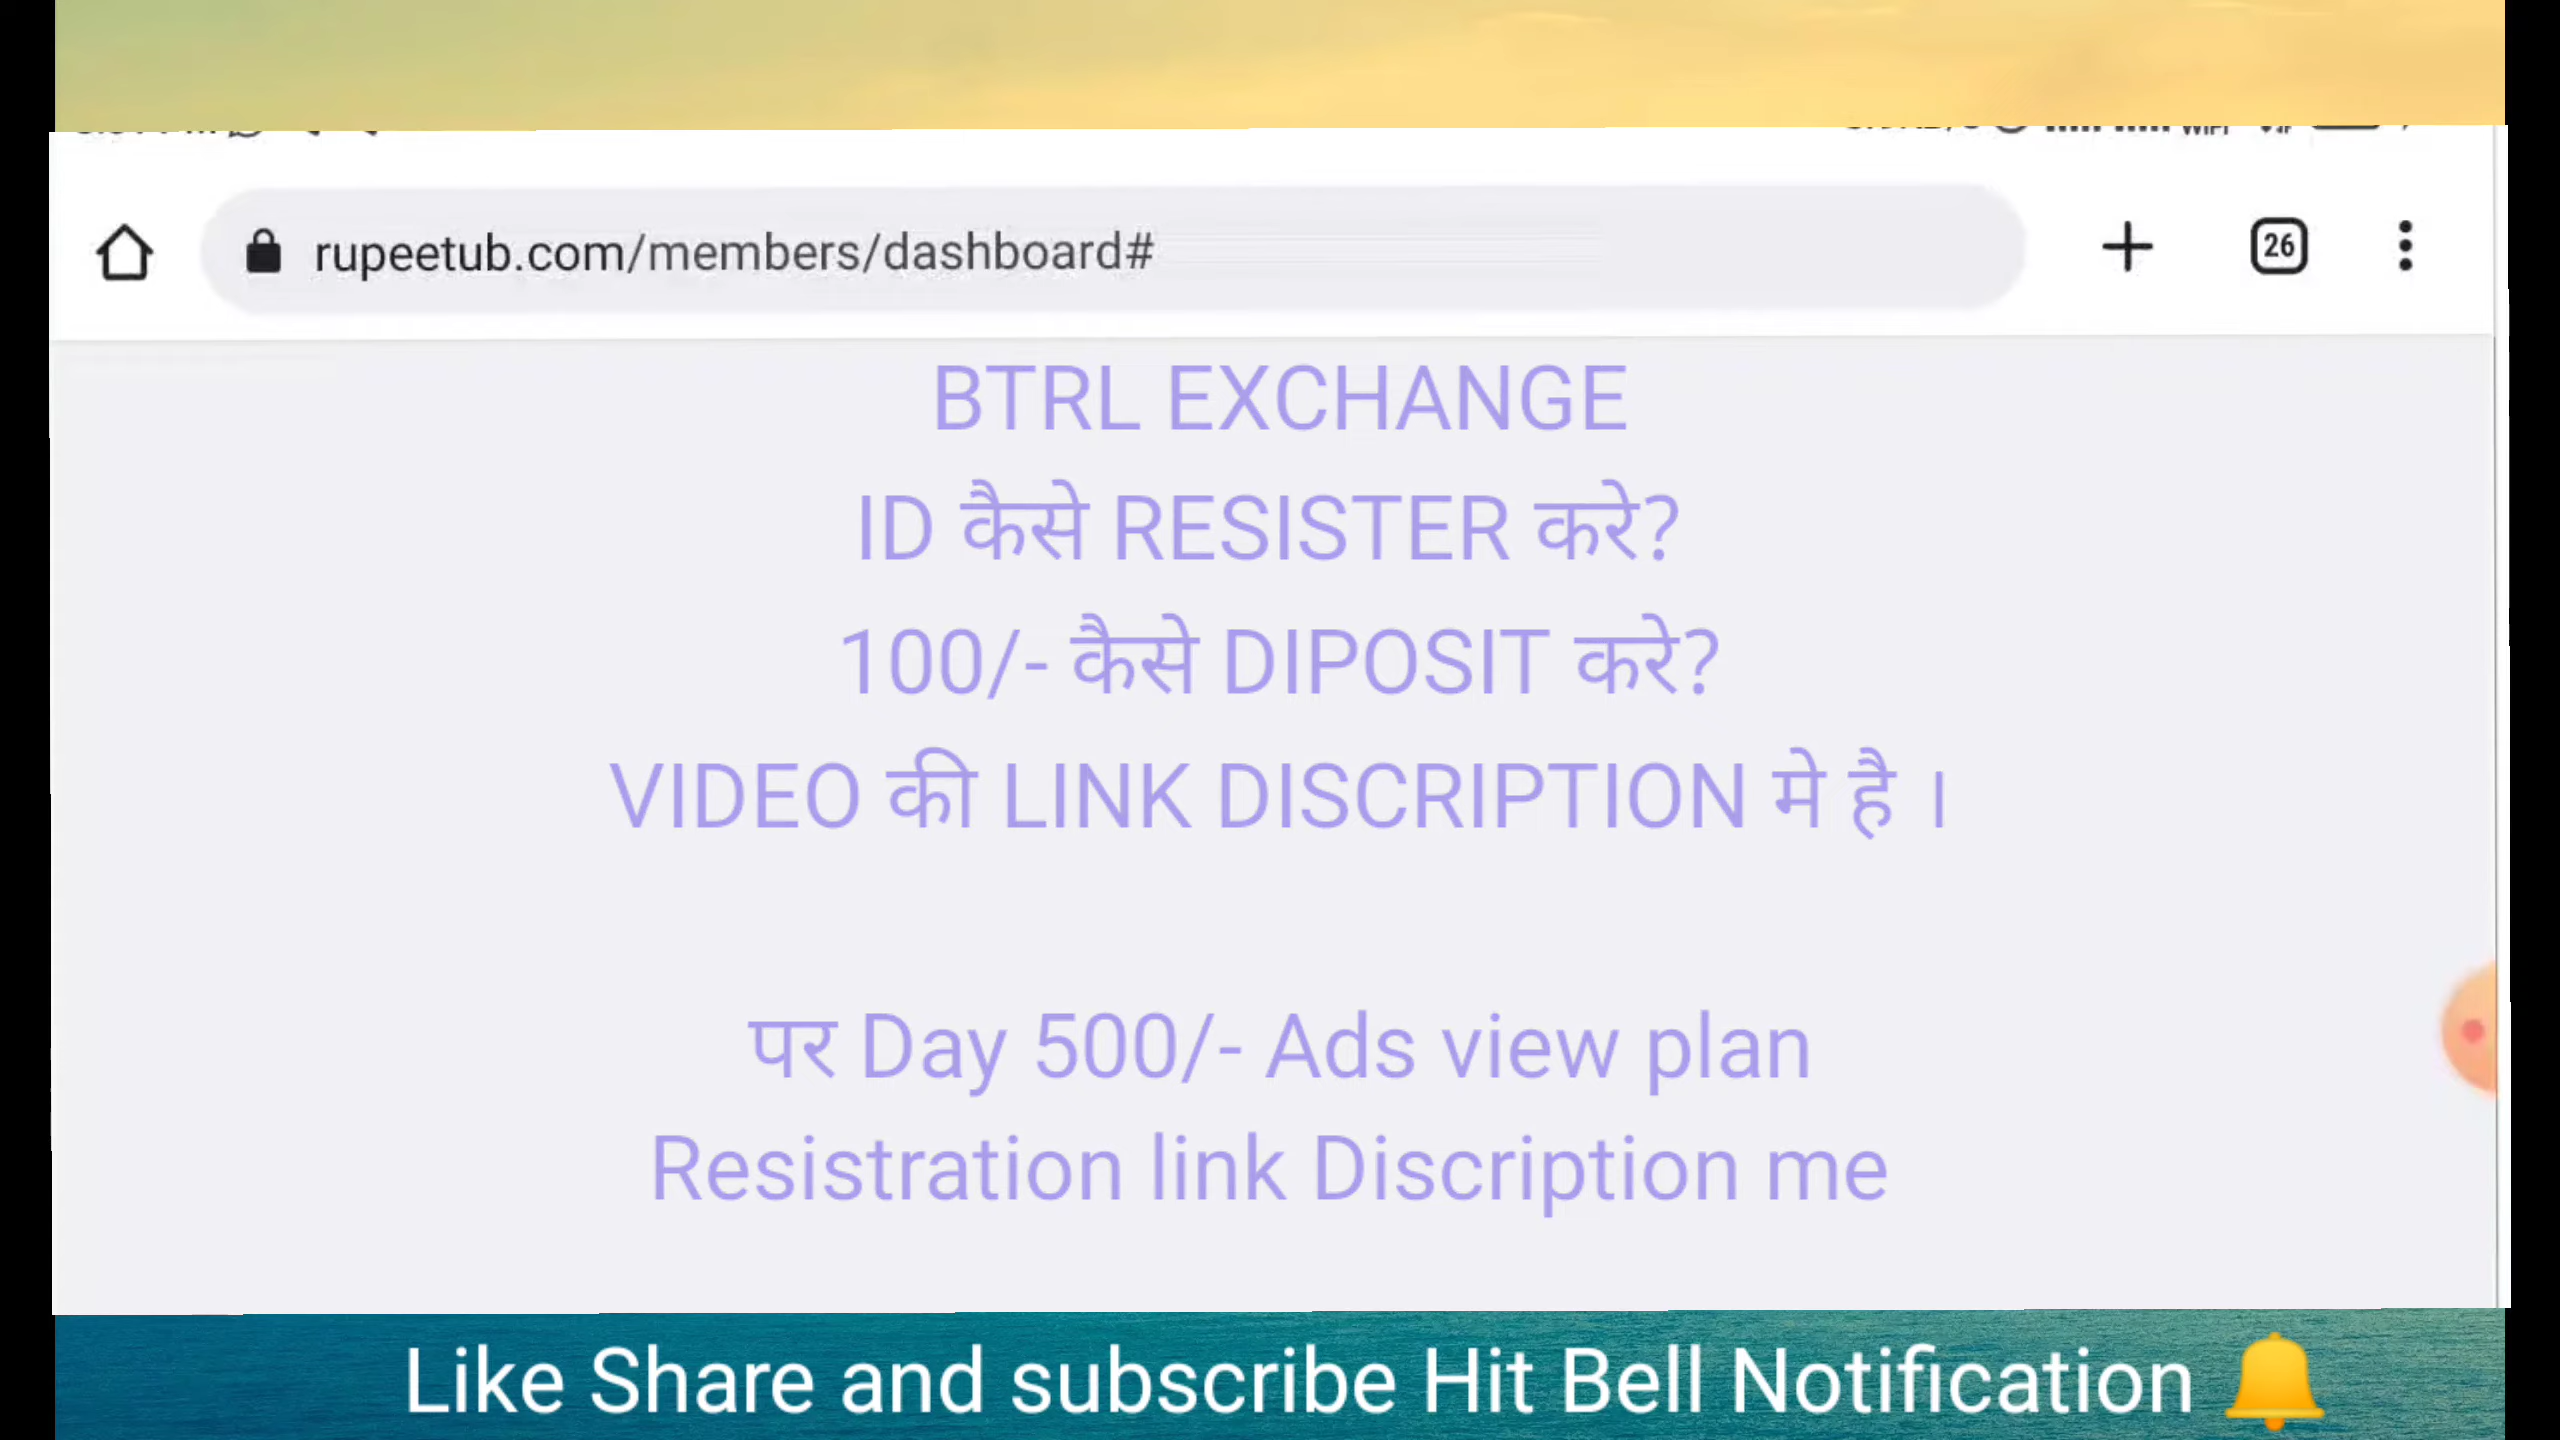 rupeetub.com/members/dashboard#
26
BTRL EXCHANGE
ID कैसे RESISTER करे?
100/- कैसे DIPOSIT करे?
VIDEO की LINK DISCRIPTION मे है ।
पर Day 500/- Ads view plan
Resistration link Discription me
Like Share and subscribe Hit Bell Notification 🔔